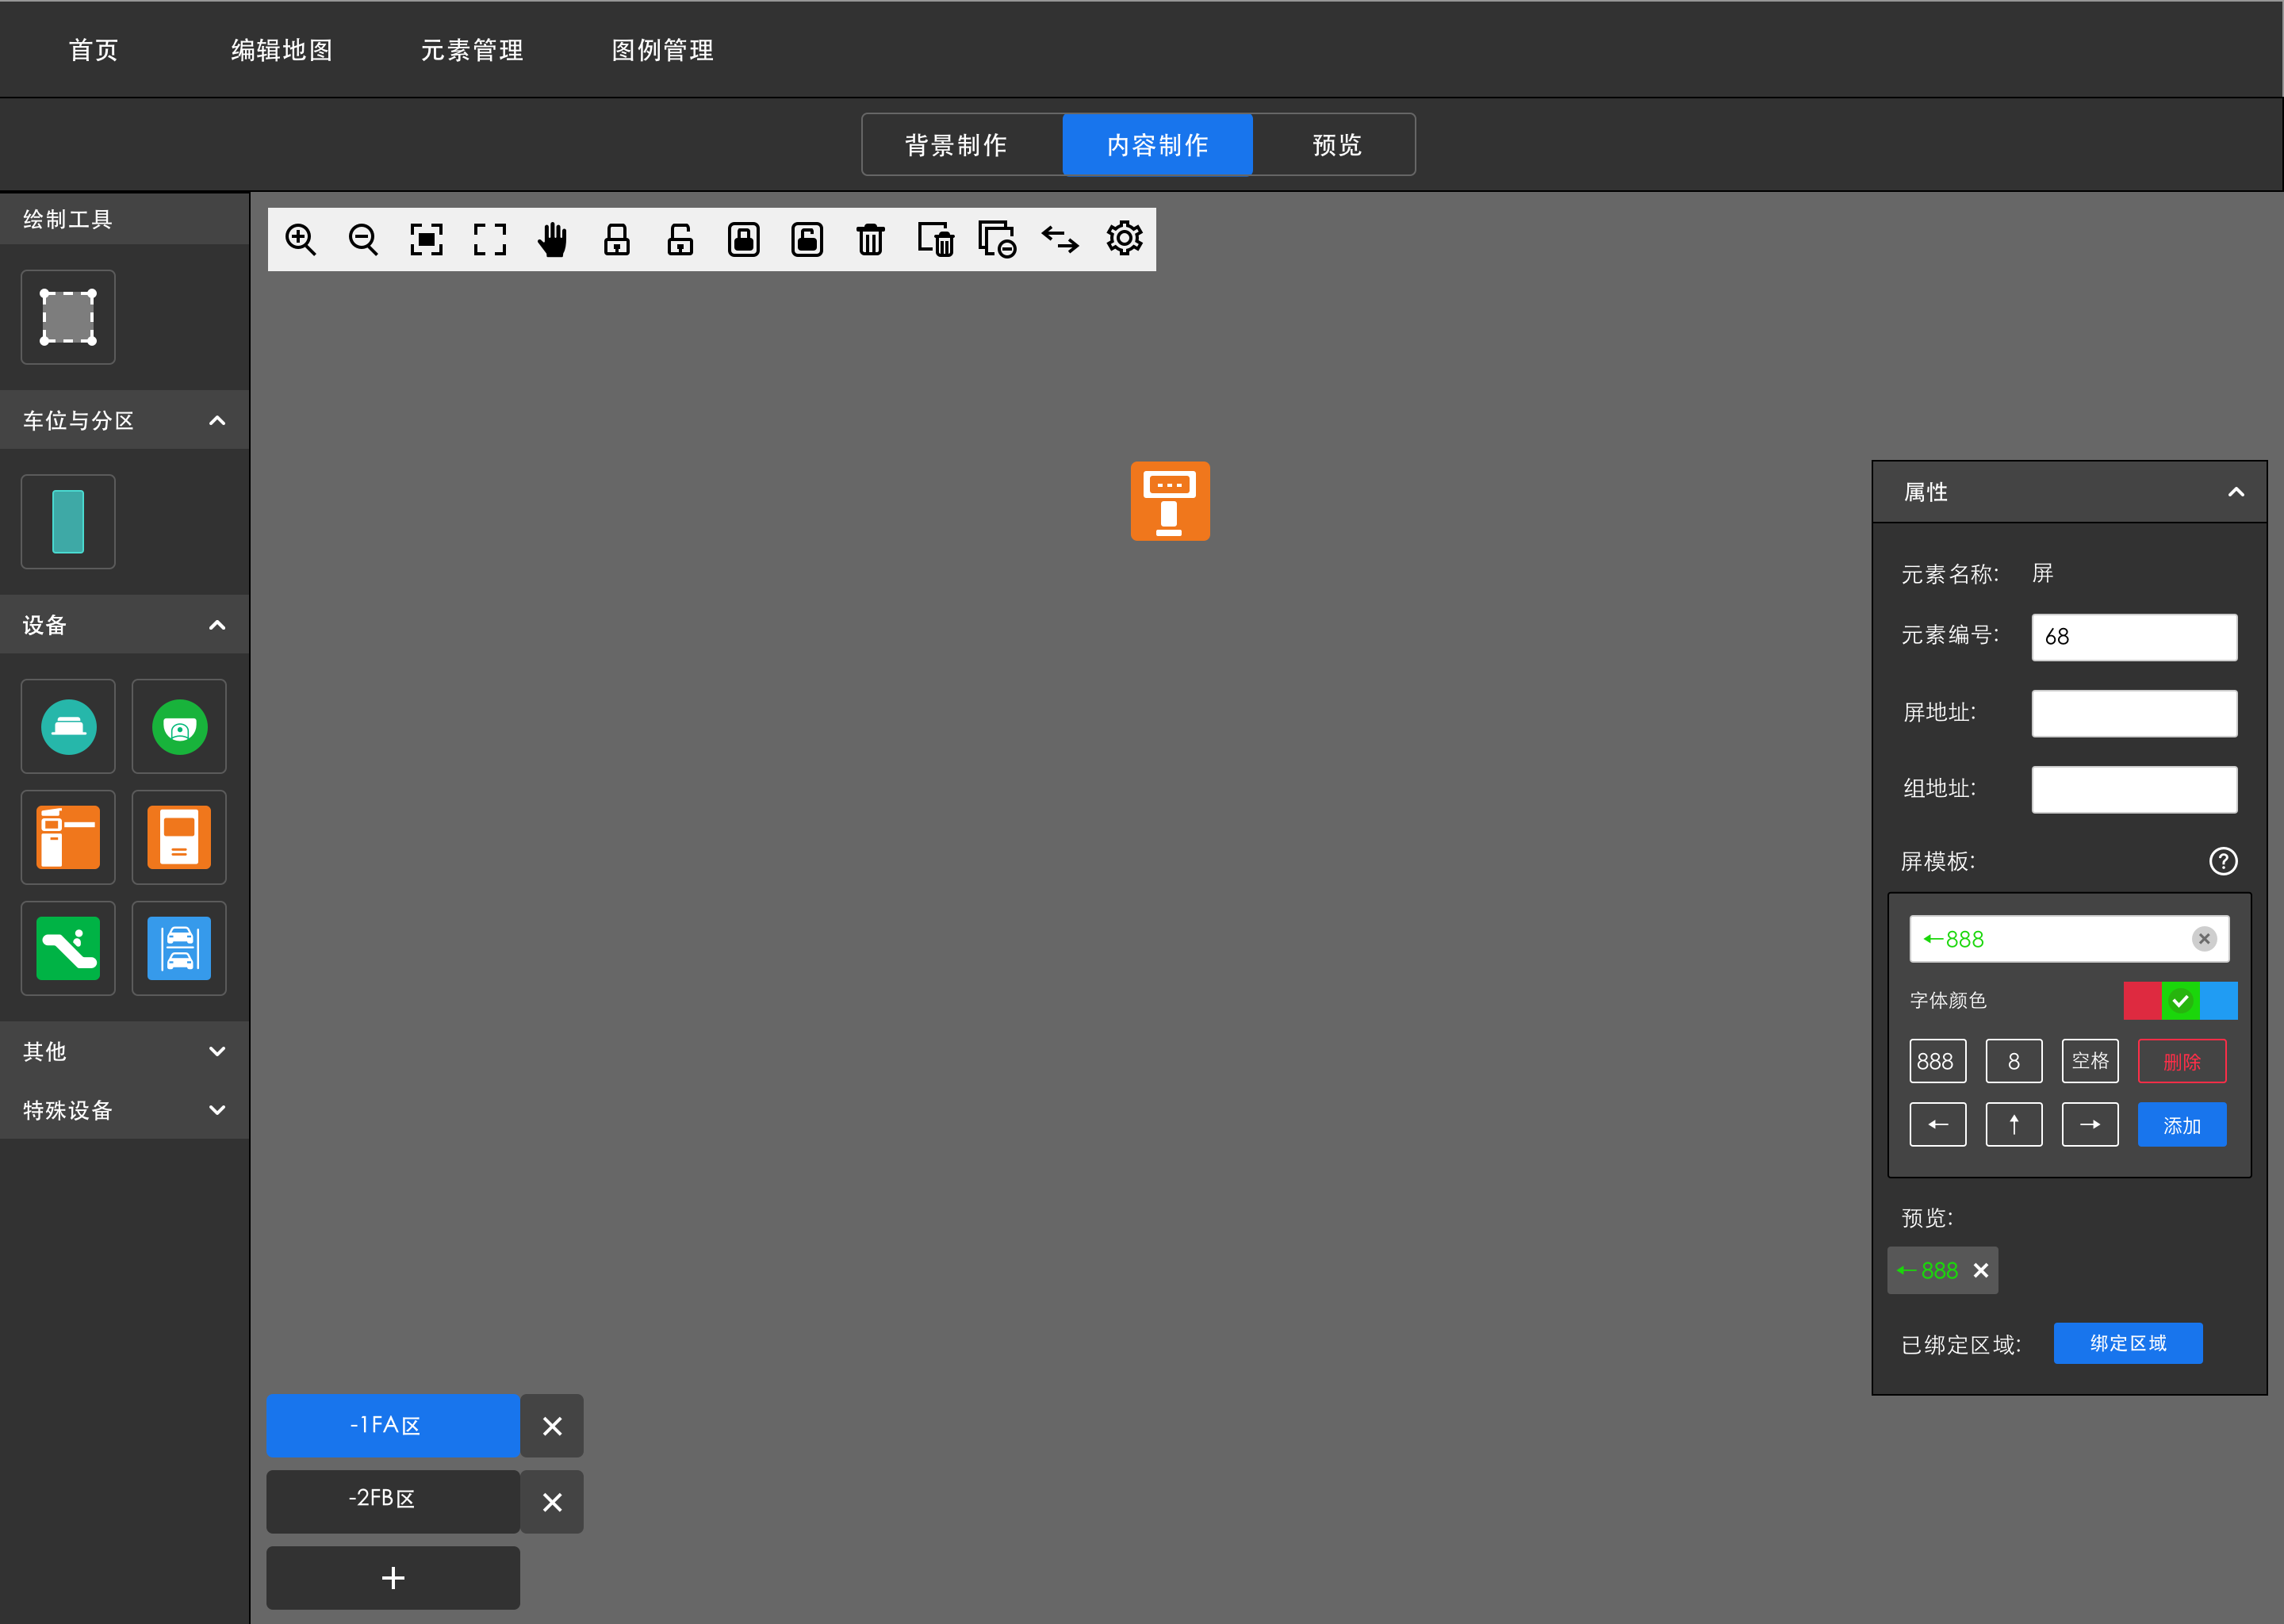 首页 编辑地图 元素管理 图例管理
背景制作 内容制作 预览
绘制工具
车位与分区
设备
其他
特殊设备
属性
元素名称: 屏
元素编号: 68
屏地址:
组地址:
屏模板: ?
←888
字体颜色
888 8 空格 删除
← ↑ → 添加
预览:
←888 ×
已绑定区域: 绑定区域
-1FA区 ×
-2FB区 ×
+